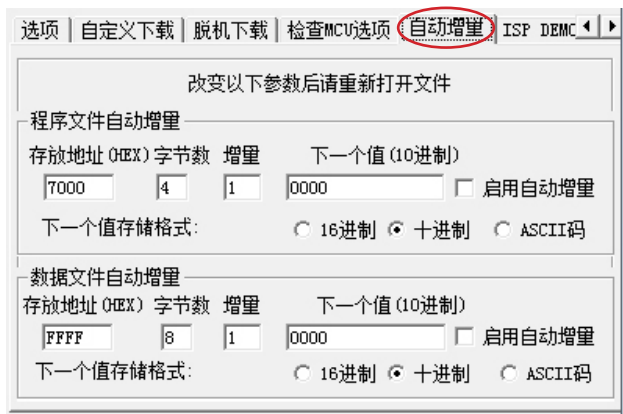 选项 自定义下载 脱机下载 检查MCU选项 自动增量 ISP DEMO
改变以下参数后请重新打开文件
程序文件自动增量
存放地址(HEX) 字节数 增量 下一个值(10进制)
7000 4 1 0000 启用自动增量
下一个值存储格式: 16进制 十进制 ASCII码
数据文件自动增量
存放地址(HEX) 字节数 增量 下一个值(10进制)
FFFF 8 1 0000 启用自动增量
下一个值存储格式: 16进制 十进制 ASCII码